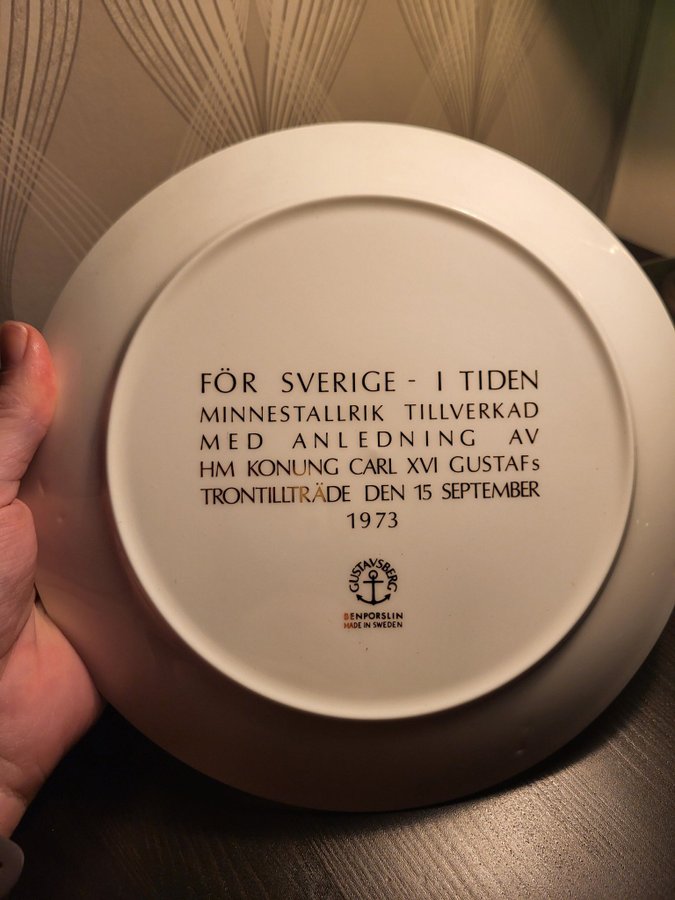 FÖR SVERIGE - I TIDEN
MINNESTALLRIK TILLVERKAD
MED ANLEDNING AV
HM KONUNG CARL XVI GUSTAFs
TRONTILLTRÄDE DEN 15 SEPTEMBER
1973
GUSTAVSBERG
BENPORSLIN
MADE IN SWEDEN